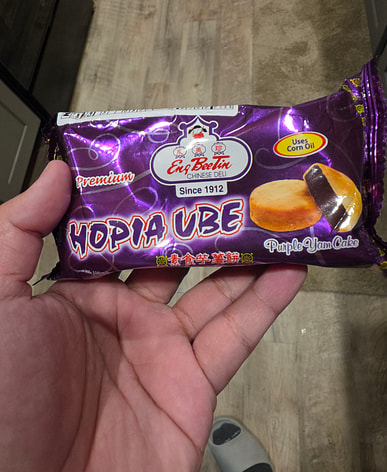 Premium
Eng Bee Tin
CHINESE DELI
Since 1912
Uses
Corn Oil
HOPIA UBE
Purple Yam Cake
素食芋薯餅